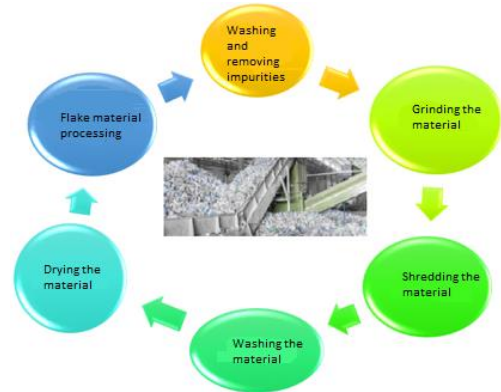 Washing
and
removing
impurities
Grinding the
material
Shredding the
material
Washing the
material
Drying the
material
Flake material
processing